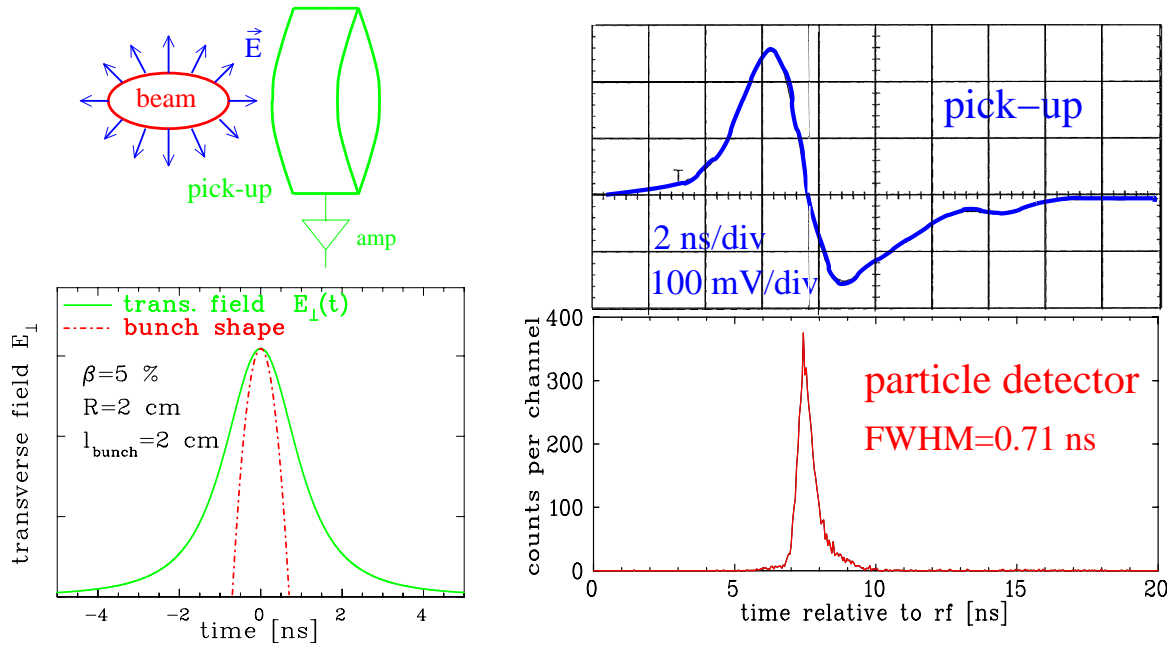 E
beam
pick-up
amp
pick-up
T
2 ns/div
100 mV/div
trans. field E⊥(t)
bunch shape
β=5 %
R=2 cm
l_bunch=2 cm
transverse field E⊥
−4 −2 0 2 4
time [ns]
400
300
200
100
0
counts per channel
particle detector
FWHM=0.71 ns
0 5 10 15 20
time relative to rf [ns]